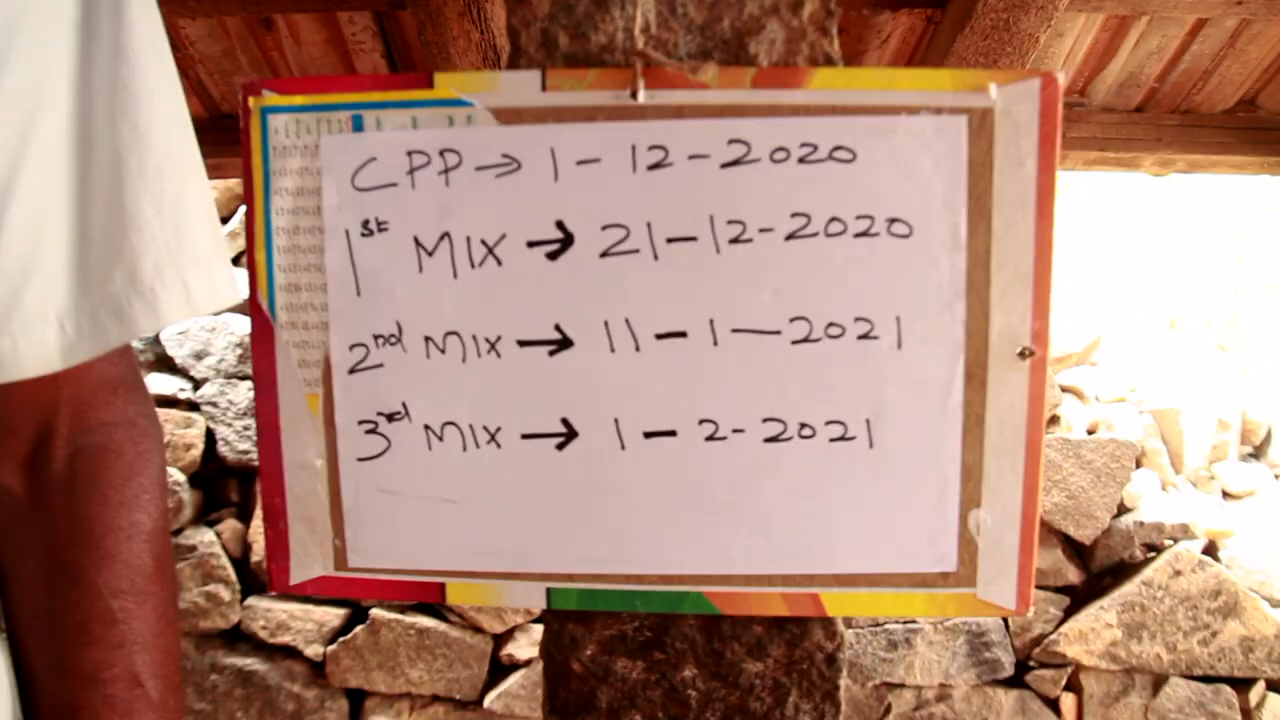 CPP → 1 - 12 - 2020
1st MIX → 21 - 12 - 2020
2nd MIX → 11 - 1 - 2021
3rd MIX → 1 - 2 - 2021